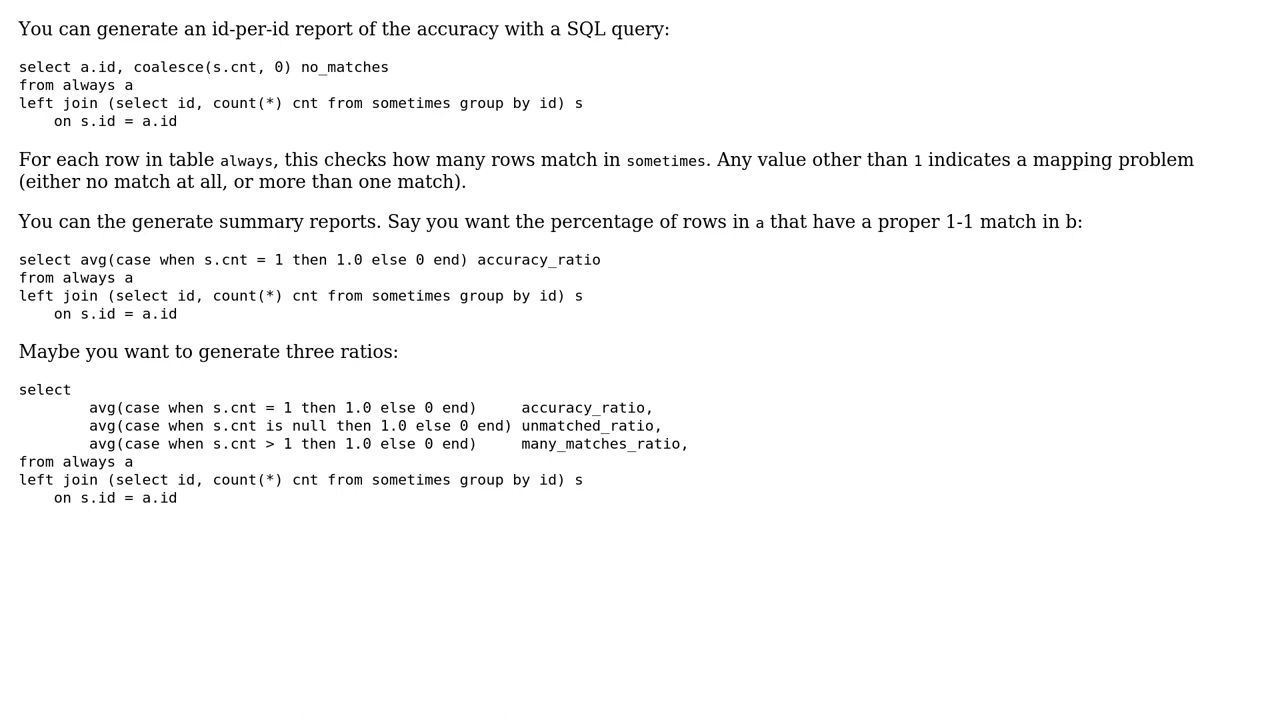 You can generate an id-per-id report of the accuracy with a SQL query:
select a.id, coalesce(s.cnt, 0) no_matches
from always a
left join (select id, count(*) cnt from sometimes group by id) s
    on s.id = a.id
For each row in table always, this checks how many rows match in sometimes. Any value other than 1 indicates a mapping problem
(either no match at all, or more than one match).
You can the generate summary reports. Say you want the percentage of rows in a that have a proper 1-1 match in b:
select avg(case when s.cnt = 1 then 1.0 else 0 end) accuracy_ratio
from always a
left join (select id, count(*) cnt from sometimes group by id) s
    on s.id = a.id
Maybe you want to generate three ratios:
select
        avg(case when s.cnt = 1 then 1.0 else 0 end)     accuracy_ratio,
        avg(case when s.cnt is null then 1.0 else 0 end) unmatched_ratio,
        avg(case when s.cnt > 1 then 1.0 else 0 end)     many_matches_ratio,
from always a
left join (select id, count(*) cnt from sometimes group by id) s
    on s.id = a.id